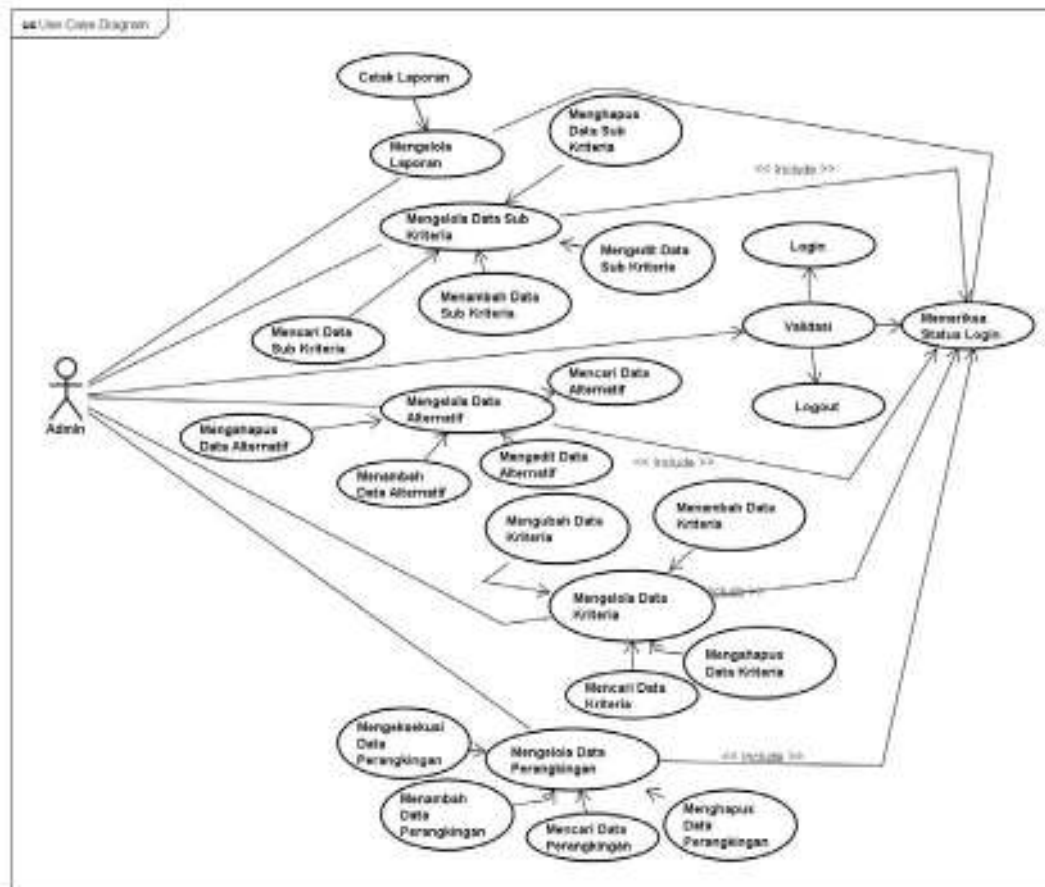 uc Use Case Diagram
Cetak Laporan
Mengelola
Laporan
Menghapus
Data Sub
Kriteria
<< Include >>
Mengelola Data Sub
Kriteria
Mengedit Data
Sub Kriteria
Login
Menambah Data
Sub Kriteria
Mencari Data
Sub Kriteria
Validasi
Memeriksa
Status Login
Mencari Data
Alternatif
Mengelola Data
Alternatif
Logout
Admin
Mengahapus
Data Alternatif
Mengedit Data
Alternatif
<< Include >>
Menambah
Data Alternatif
Mengubah Data
Kriteria
Menambah Data
Kriteria
Mengelola Data
Kriteria
Include >>
Mengahapus
Data Kriteria
Mencari Data
Kriteria
Mengeksekusi
Data
Perangkingan
Mengelola Data
Perangkingan
<< Include >>
Menambah
Data
Perangkingan
Mencari Data
Perangkingan
Menghapus
Data
Perangkingan